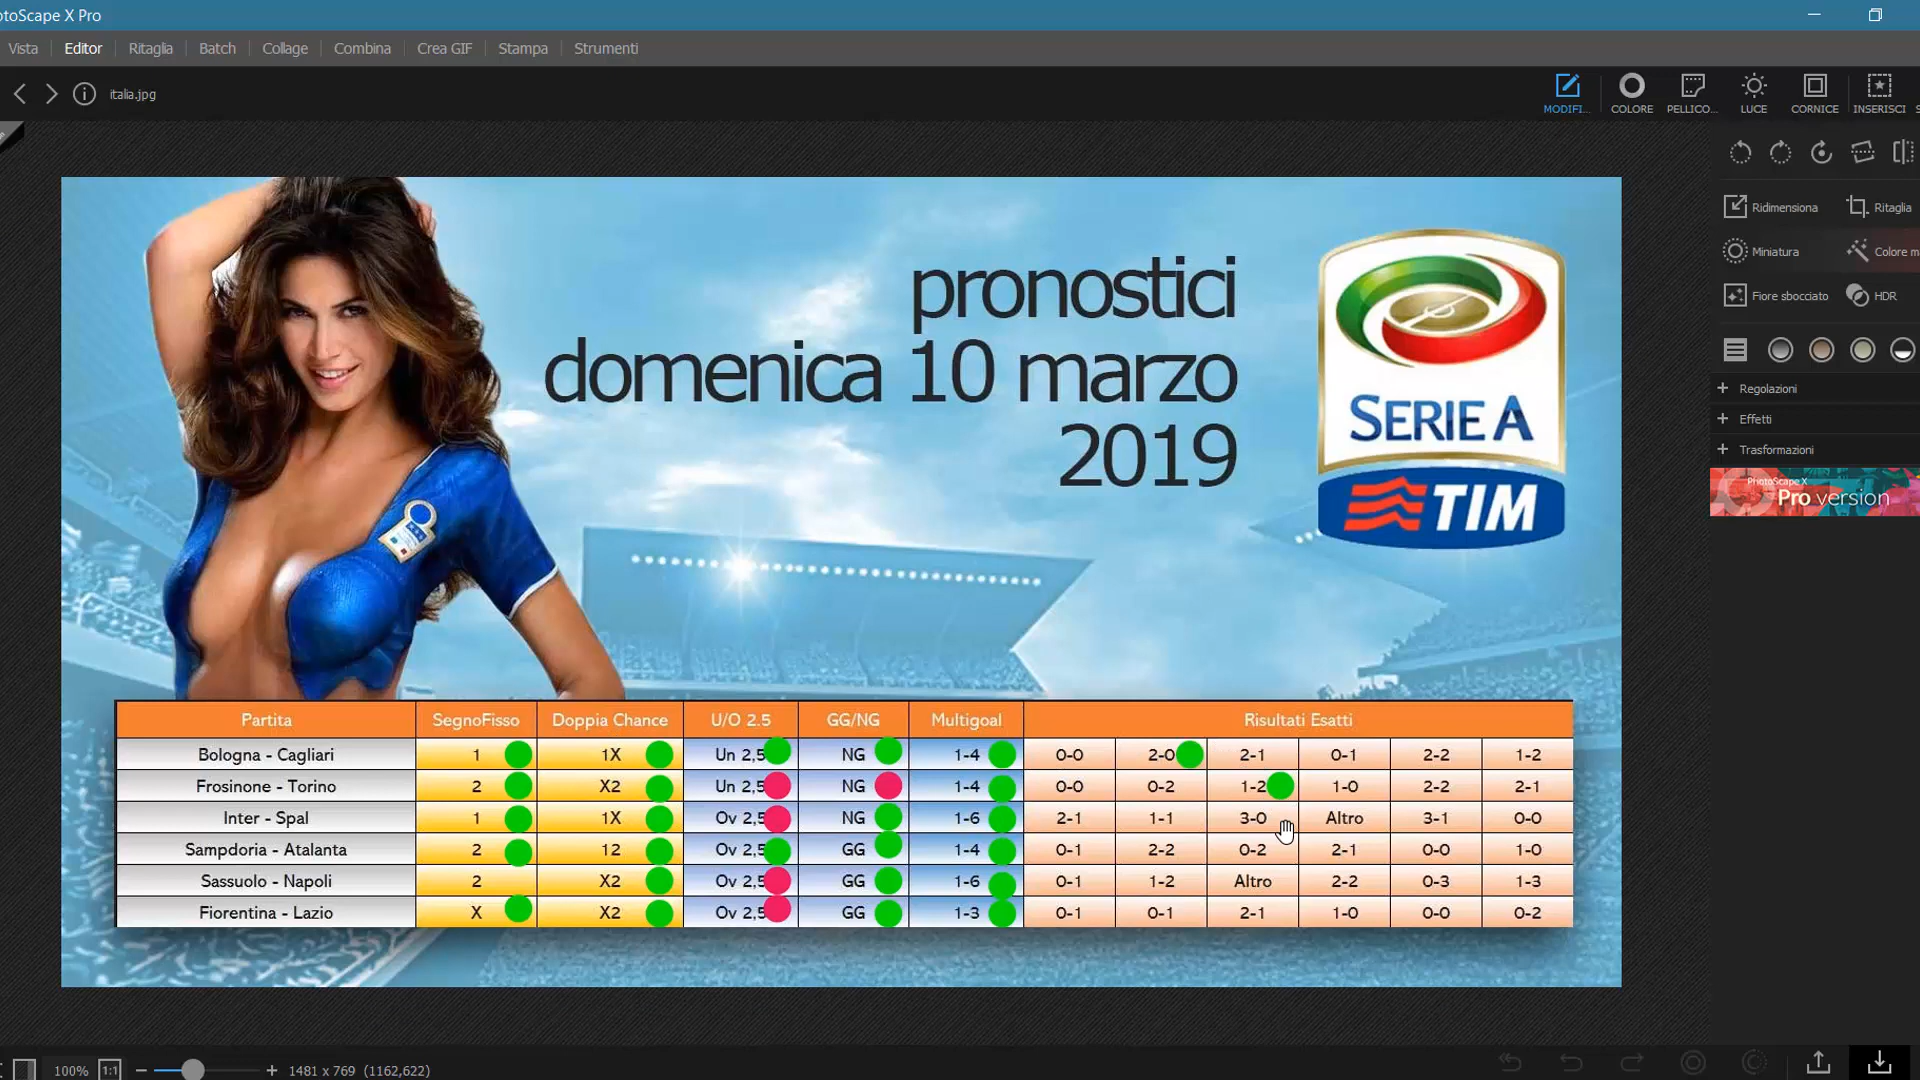 otoScape X Pro
Vista Editor Ritaglia Batch Collage Combina Crea GIF Stampa Strumenti
italia.jpg
MODIFI... COLORE PELLICO... LUCE CORNICE INSERISCI S
Ridimensiona Ritaglia
Miniatura Colore m
Fiore sbocciato HDR
+ Regolazioni
+ Effetti
+ Trasformazioni
PhotoScape X
Pro version
pronostici
domenica 10 marzo
2019
SERIE A
TIM
Partita SegnoFisso Doppia Chance U/O 2.5 GG/NG Multigoal Risultati Esatti
Bologna - Cagliari 1 1X Un 2,5 NG 1-4 0-0 2-0 2-1 0-1 2-2 1-2
Frosinone - Torino 2 X2 Un 2,5 NG 1-4 0-0 0-2 1-2 1-0 2-2 2-1
Inter - Spal 1 1X Ov 2,5 NG 1-6 2-1 1-1 3-0 Altro 3-1 0-0
Sampdoria - Atalanta 2 12 Ov 2,5 GG 1-4 0-1 2-2 0-2 2-1 0-0 1-0
Sassuolo - Napoli 2 X2 Ov 2,5 GG 1-6 0-1 1-2 Altro 2-2 0-3 1-3
Fiorentina - Lazio X X2 Ov 2,5 GG 1-3 0-1 0-1 2-1 1-0 0-0 0-2
100% 1:1 1481 x 769 (1162,622)